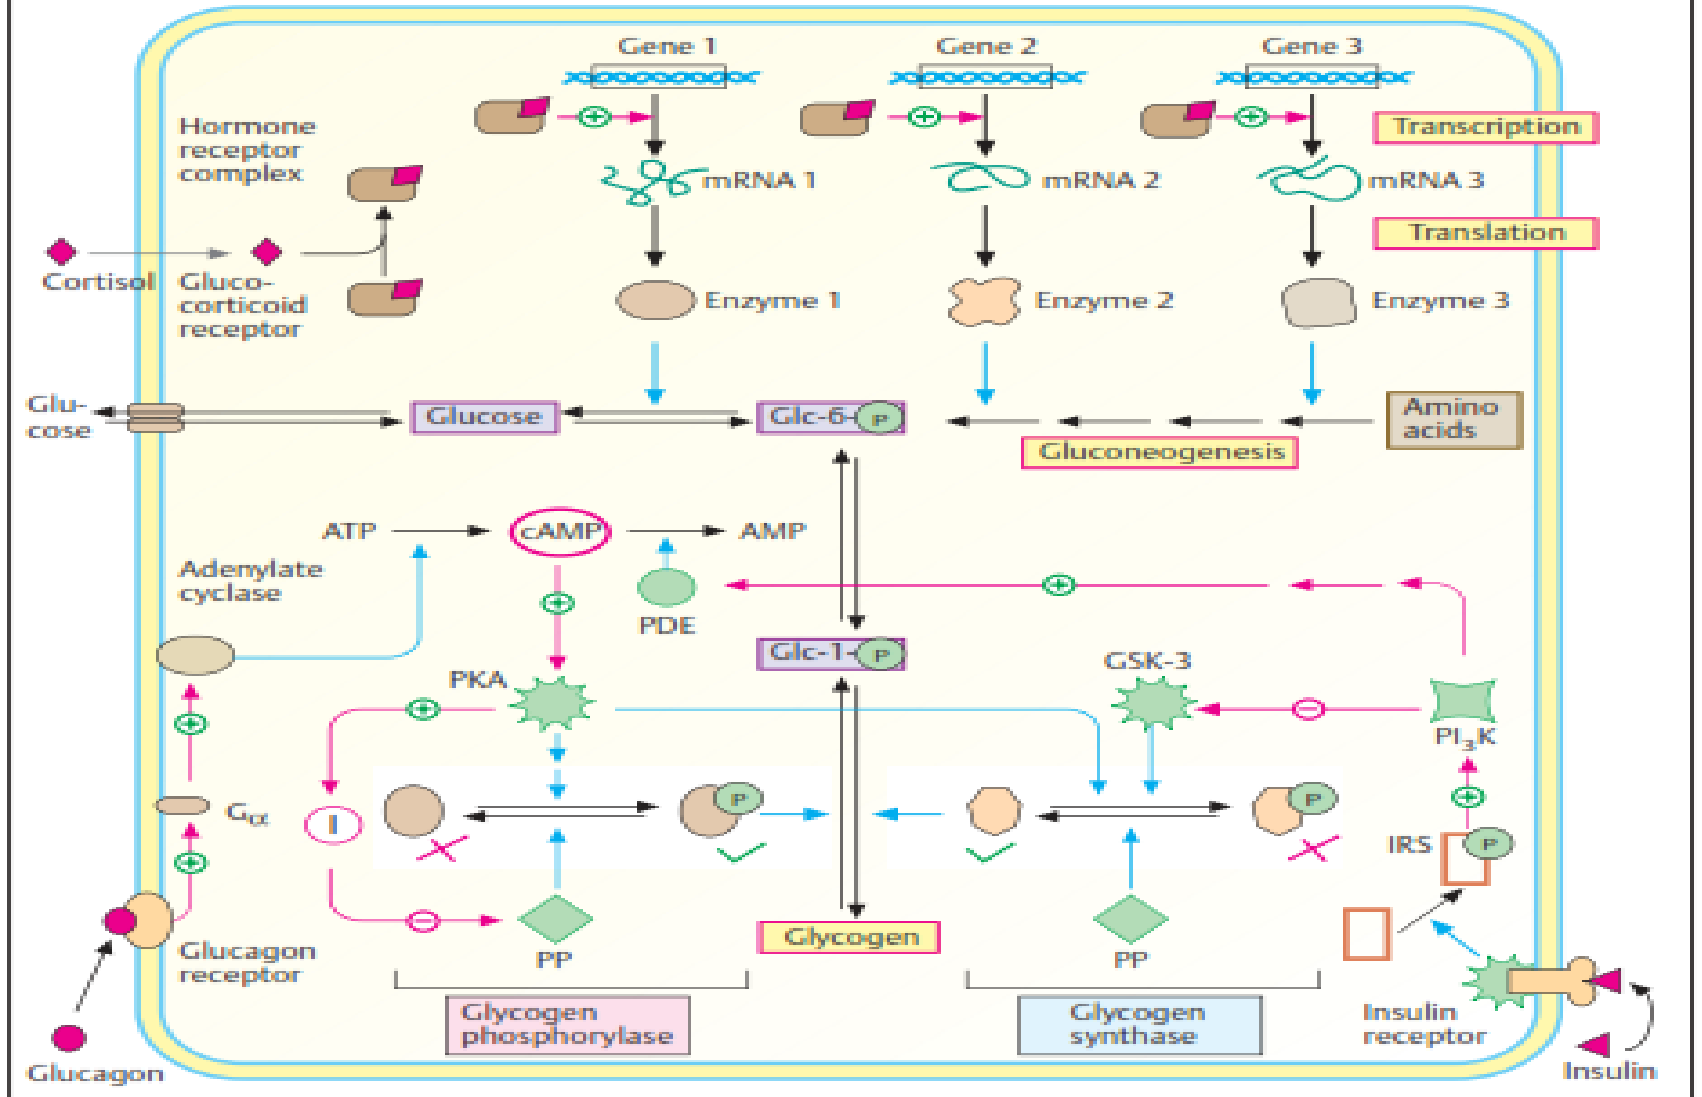 Gene 1
Gene 2
Gene 3
Hormone
receptor
complex
Transcription
mRNA 1
mRNA 2
mRNA 3
Translation
Cortisol
Gluco-
corticoid
receptor
Enzyme 1
Enzyme 2
Enzyme 3
Glu-
cose
Glucose
Glc-6-P
Amino
acids
Gluconeogenesis
ATP
cAMP
AMP
Adenylate
cyclase
PDE
Glc-1-P
GSK-3
PKA
PI3K
Gα
I
P
P
IRS
P
Glucagon
receptor
PP
Glycogen
PP
Glycogen
phosphorylase
Glycogen
synthase
Insulin
receptor
Glucagon
Insulin